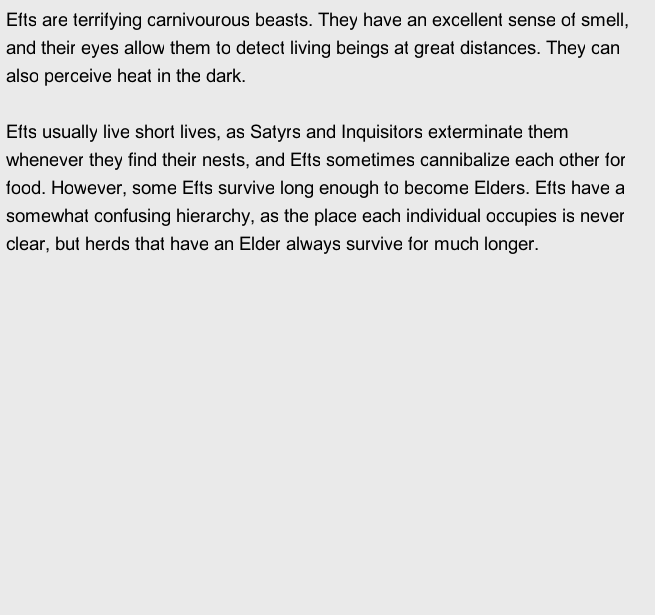 Efts are terrifying carnivourous beasts. They have an excellent sense of smell,
and their eyes allow them to detect living beings at great distances. They can
also perceive heat in the dark.

Efts usually live short lives, as Satyrs and Inquisitors exterminate them
whenever they find their nests, and Efts sometimes cannibalize each other for
food. However, some Efts survive long enough to become Elders. Efts have a
somewhat confusing hierarchy, as the place each individual occupies is never
clear, but herds that have an Elder always survive for much longer.